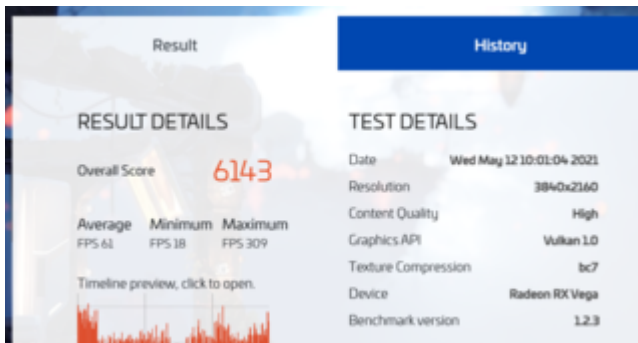 Result
History
RESULT DETAILS
Overall Score 6143
Average Minimum Maximum
FPS 61 FPS 18 FPS 309
Timeline preview, click to open.
TEST DETAILS
Date Wed May 12 10:01:04 2021
Resolution 3840x2160
Content Quality High
Graphics API Vulkan 1.0
Texture Compression bc7
Device Radeon RX Vega
Benchmark version 1.2.3